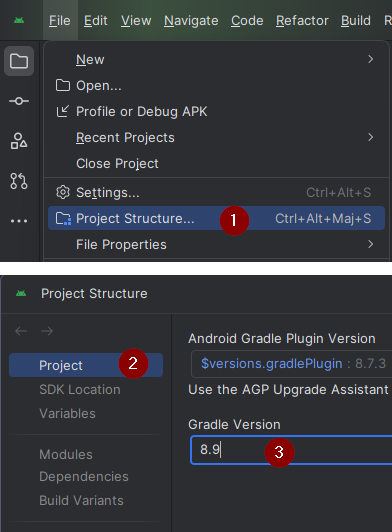 File Edit View Navigate Code Refactor Build
New
Open...
Profile or Debug APK
Recent Projects
Close Project
Settings... Ctrl+Alt+S
Project Structure... 1 Ctrl+Alt+Maj+S
File Properties
Project Structure
Project 2
SDK Location
Variables
Modules
Dependencies
Build Variants
Android Gradle Plugin Version
$versions.gradlePlugin : 8.7.3
Use the AGP Upgrade Assistant
Gradle Version
8.9 3